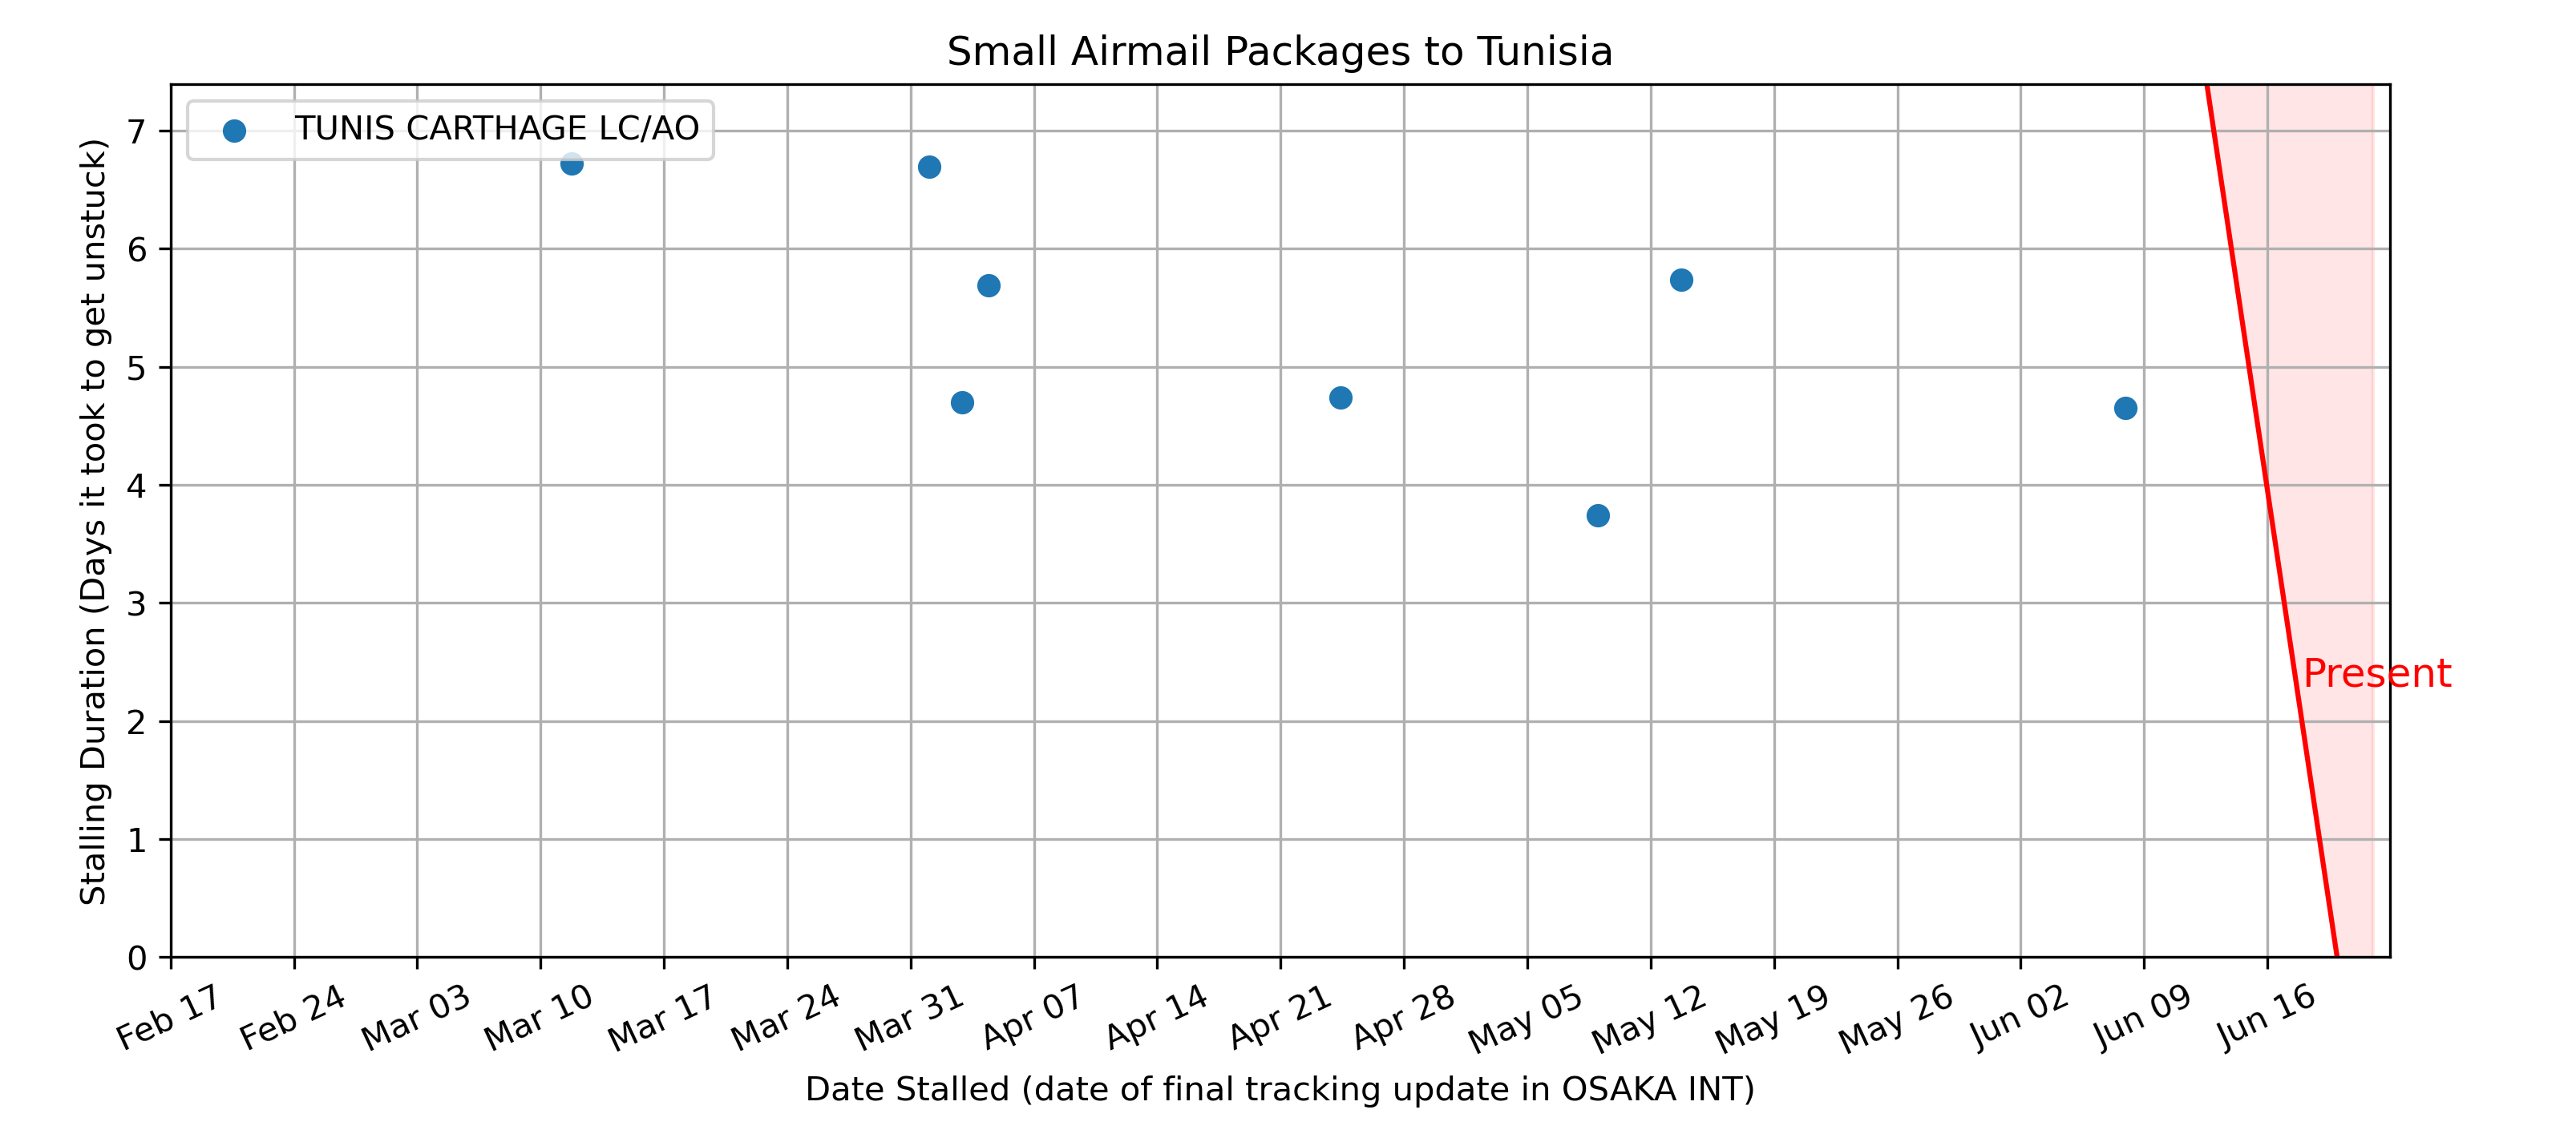 Small Airmail Packages to Tunisia
TUNIS CARTHAGE LC/AO
Stalling Duration (Days it took to get unstuck)
7
6
5
4
3
2
1
0
Present
Feb 17
Feb 24
Mar 03
Mar 10
Mar 17
Mar 24
Mar 31
Apr 07
Apr 14
Apr 21
Apr 28
May 05
May 12
May 19
May 26
Jun 02
Jun 09
Jun 16
Date Stalled (date of final tracking update in OSAKA INT)